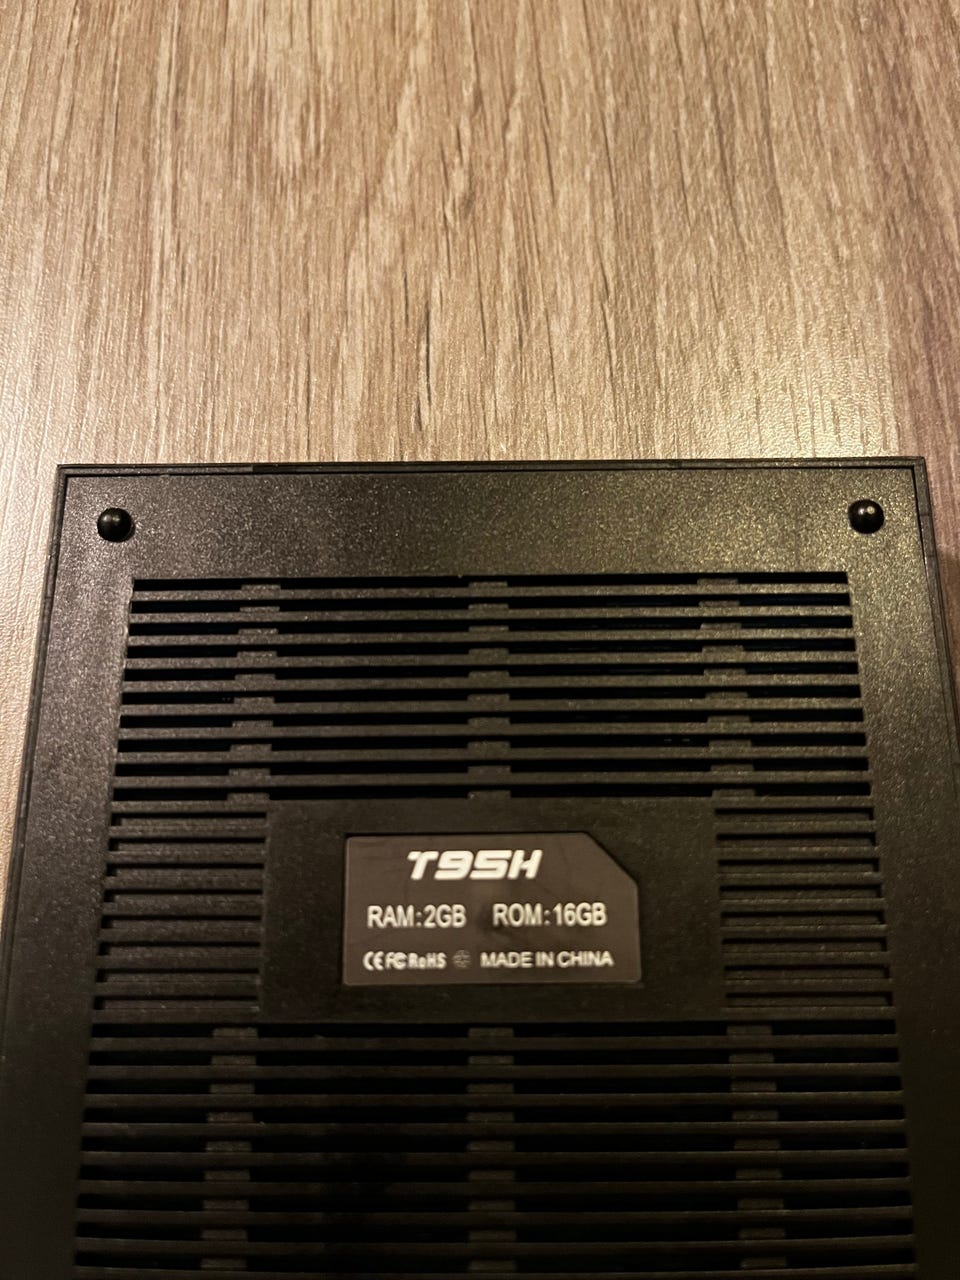 T95H
RAM:2GB ROM:16GB
CE FC RoHS MADE IN CHINA